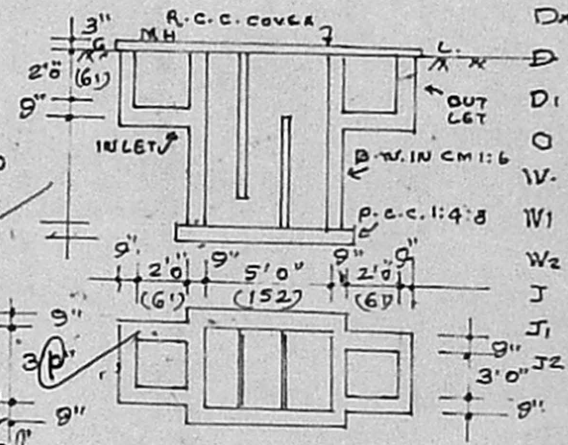 R.C.C. COVER
3" MH
G L.
2'0" (61)
9"
OUT LET
INLET
B.W. IN CM 1:6
P.C.C. 1:4:8
9" 2'0" 9" 5'0" 9" 2'0" 9"
(61) (152) (61)
9"
9"
3 P"
3'0"
9"
9"
D
D1
O
W.
W1
W2
J
J1
J2